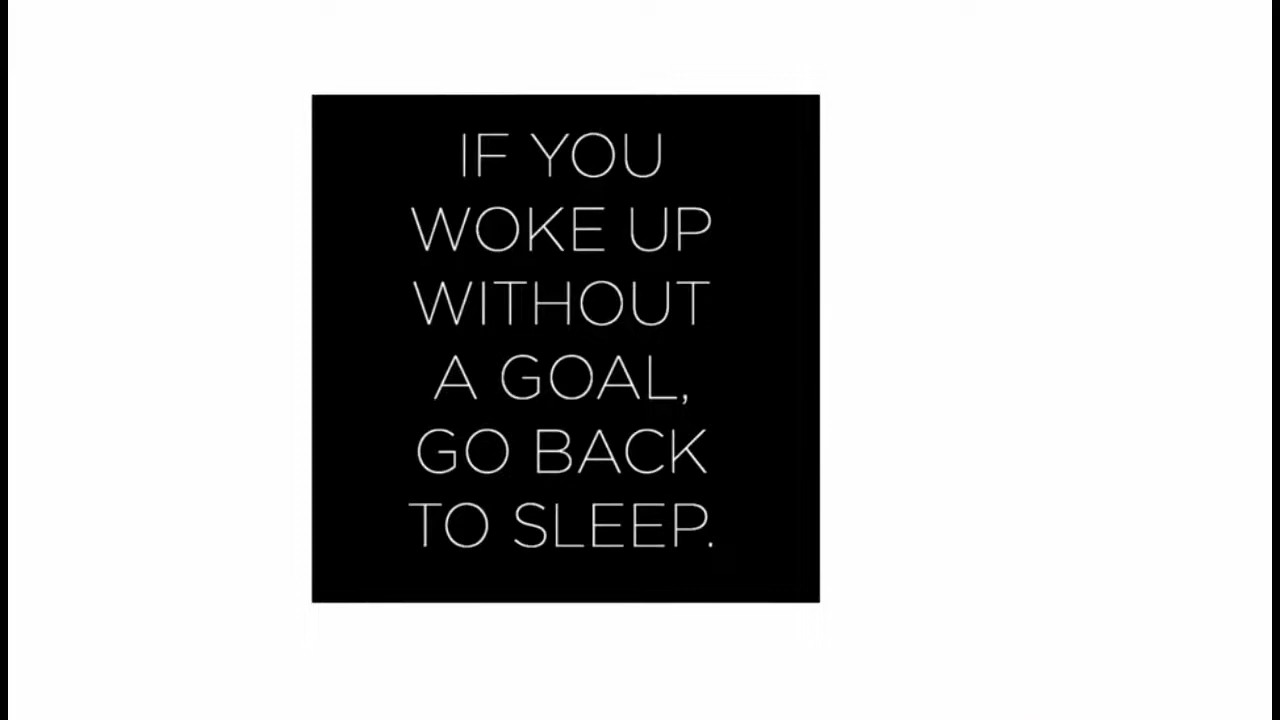 IF YOU
WOKE UP
WITHOUT
A GOAL,
GO BACK
TO SLEEP.